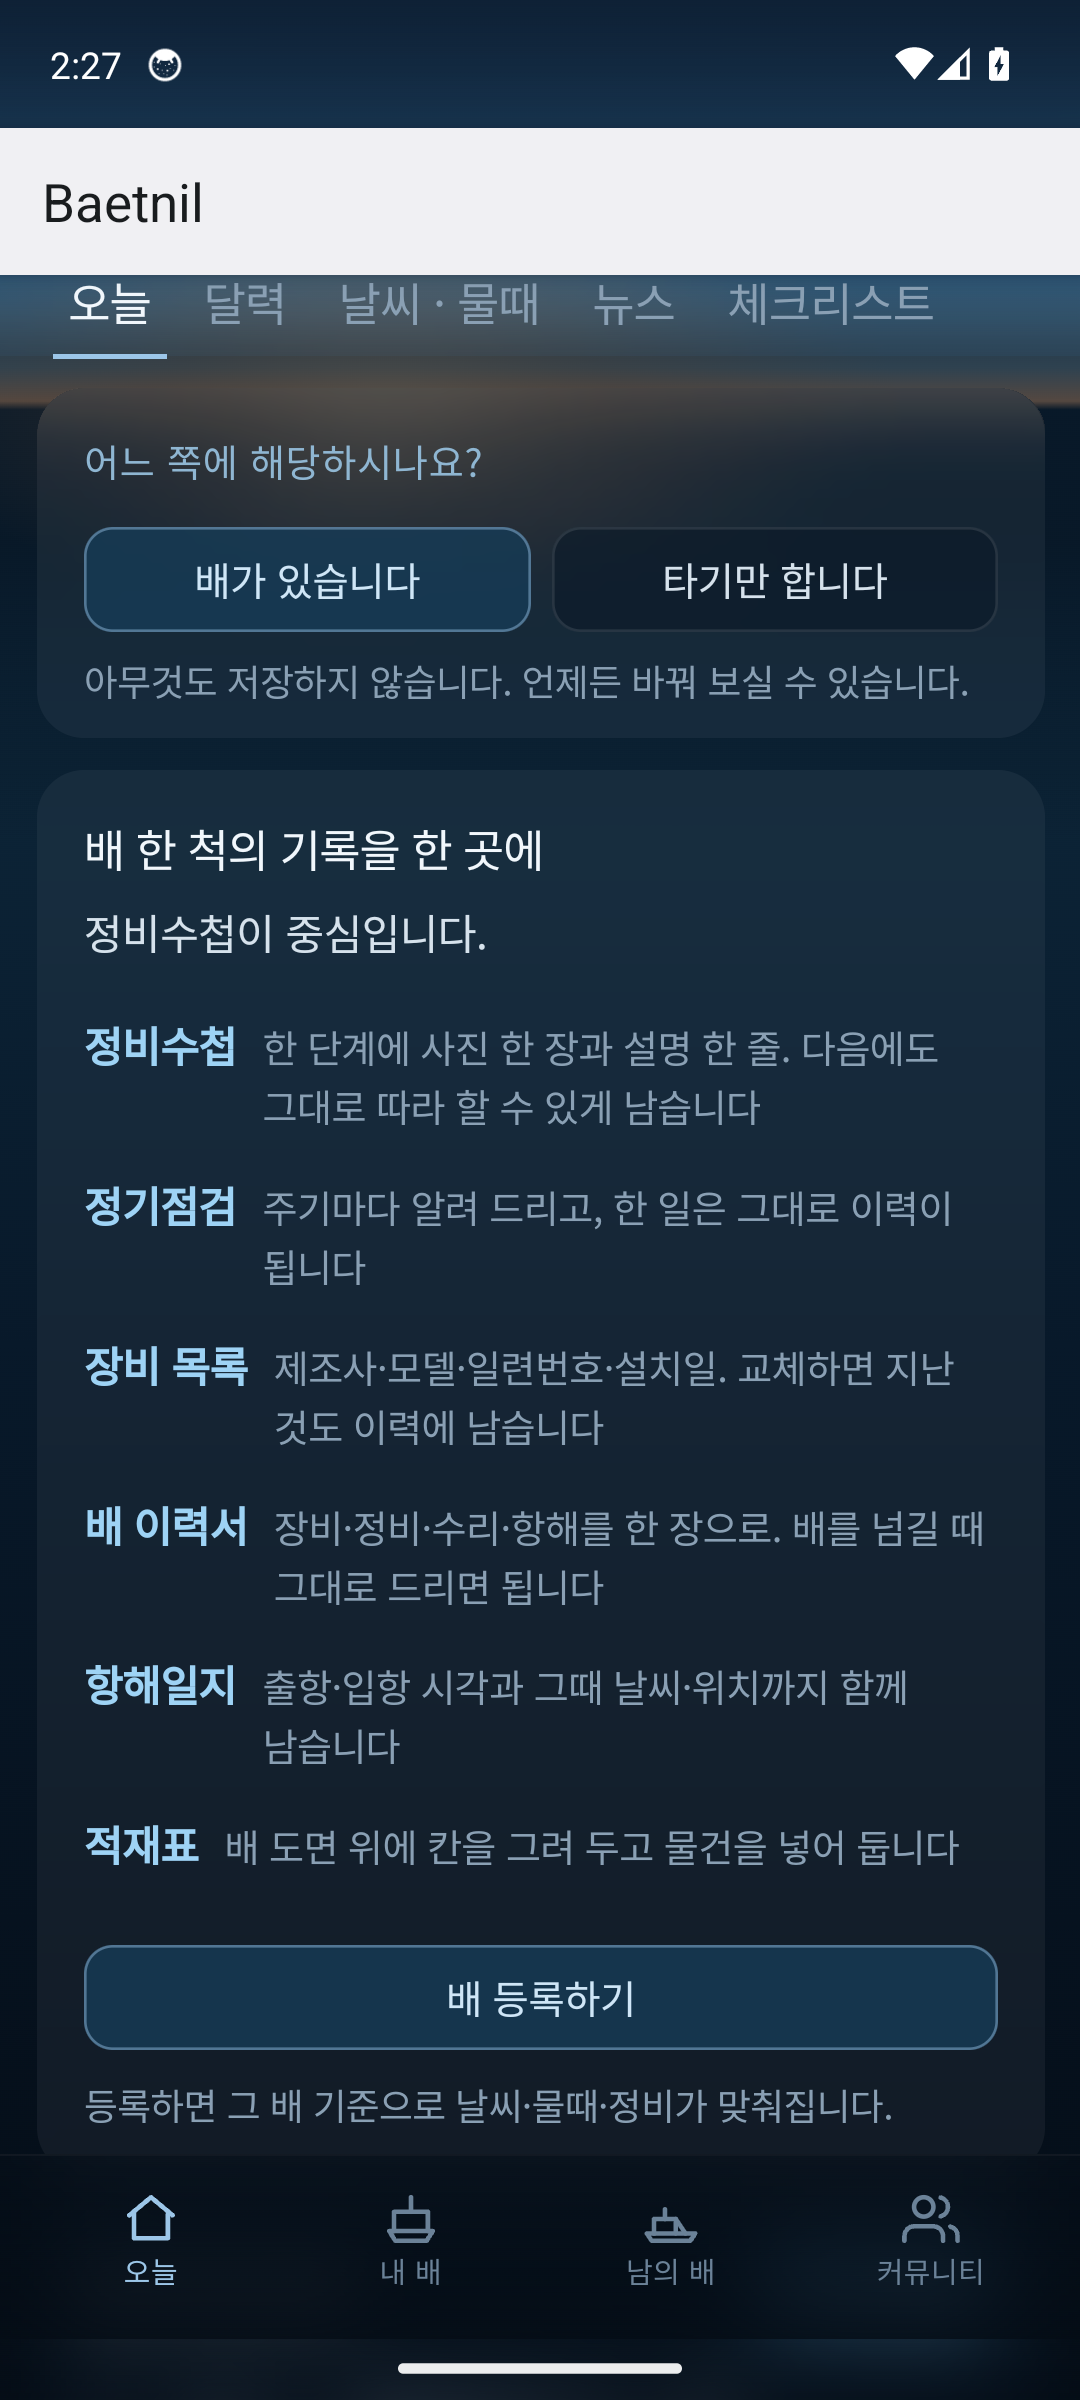 2:27
Baetnil
오늘 달력 날씨 · 물때 뉴스 체크리스트
어느 쪽에 해당하시나요?
배가 있습니다 타기만 합니다
아무것도 저장하지 않습니다. 언제든 바꿔 보실 수 있습니다.
배 한 척의 기록을 한 곳에
정비수첩이 중심입니다.
정비수첩 한 단계에 사진 한 장과 설명 한 줄. 다음에도
그대로 따라 할 수 있게 남습니다
정기점검 주기마다 알려 드리고, 한 일은 그대로 이력이
됩니다
장비 목록 제조사·모델·일련번호·설치일. 교체하면 지난
것도 이력에 남습니다
배 이력서 장비·정비·수리·항해를 한 장으로. 배를 넘길 때
그대로 드리면 됩니다
항해일지 출항·입항 시각과 그때 날씨·위치까지 함께
남습니다
적재표 배 도면 위에 칸을 그려 두고 물건을 넣어 둡니다
배 등록하기
등록하면 그 배 기준으로 날씨·물때·정비가 맞춰집니다.
오늘 내 배 남의 배 커뮤니티